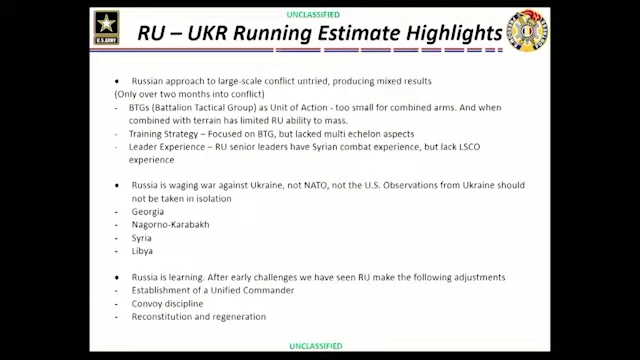 UNCLASSIFIED
RU – UKR Running Estimate Highlights
U.S. ARMY
• Russian approach to large-scale conflict untried, producing mixed results
(Only over two months into conflict)
- BTGs (Battalion Tactical Group) as Unit of Action - too small for combined arms. And when
combined with terrain has limited RU ability to mass.
- Training Strategy – Focused on BTG, but lacked multi echelon aspects
- Leader Experience – RU senior leaders have Syrian combat experience, but lack LSCO
experience
• Russia is waging war against Ukraine, not NATO, not the U.S. Observations from Ukraine should
not be taken in isolation
- Georgia
- Nagorno-Karabakh
- Syria
- Libya
• Russia is learning. After early challenges we have seen RU make the following adjustments
- Establishment of a Unified Commander
- Convoy discipline
- Reconstitution and regeneration
UNCLASSIFIED